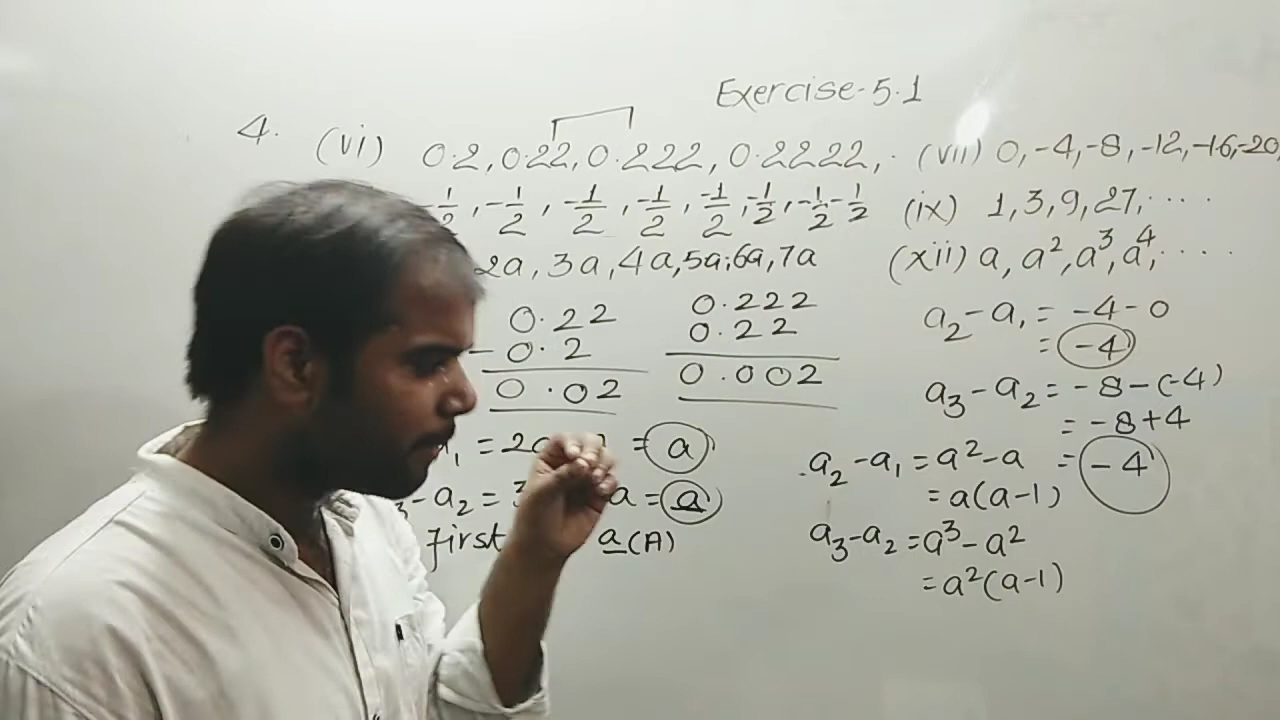 Exercise-5.1
4. (vi) 0.2, 0.22, 0.222, 0.2222, . (vii) 0, -4, -8, -12, -16, -20,
-1/2, -1/2, -1/2, -1/2, -1/2, -1/2, -1/2 -1/2 (ix) 1, 3, 9, 27, ....
2a, 3a, 4a, 5a, 6a, 7a (xii) a, a², a³, a⁴, ....
0.22
- 0.2
0.02
0.222
0.22
0.002
a₂ - a₁ = -4 - 0
= -4
a₃ - a₂ = -8 - (-4)
= -8 + 4
= -4
= a
- a₂ = 3 a = a
first a (A)
a₂ - a₁ = a² - a
= a(a-1)
a₃ - a₂ = a³ - a²
= a²(a-1)